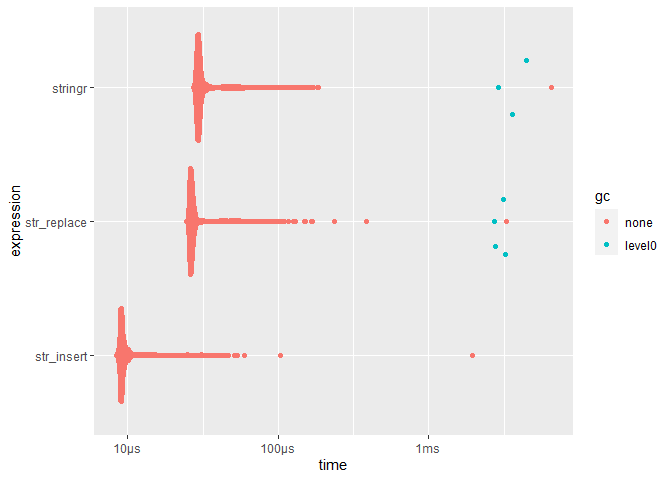 stringr
str_replace
str_insert
expression
10µs
100µs
1ms
time
gc
none
level0